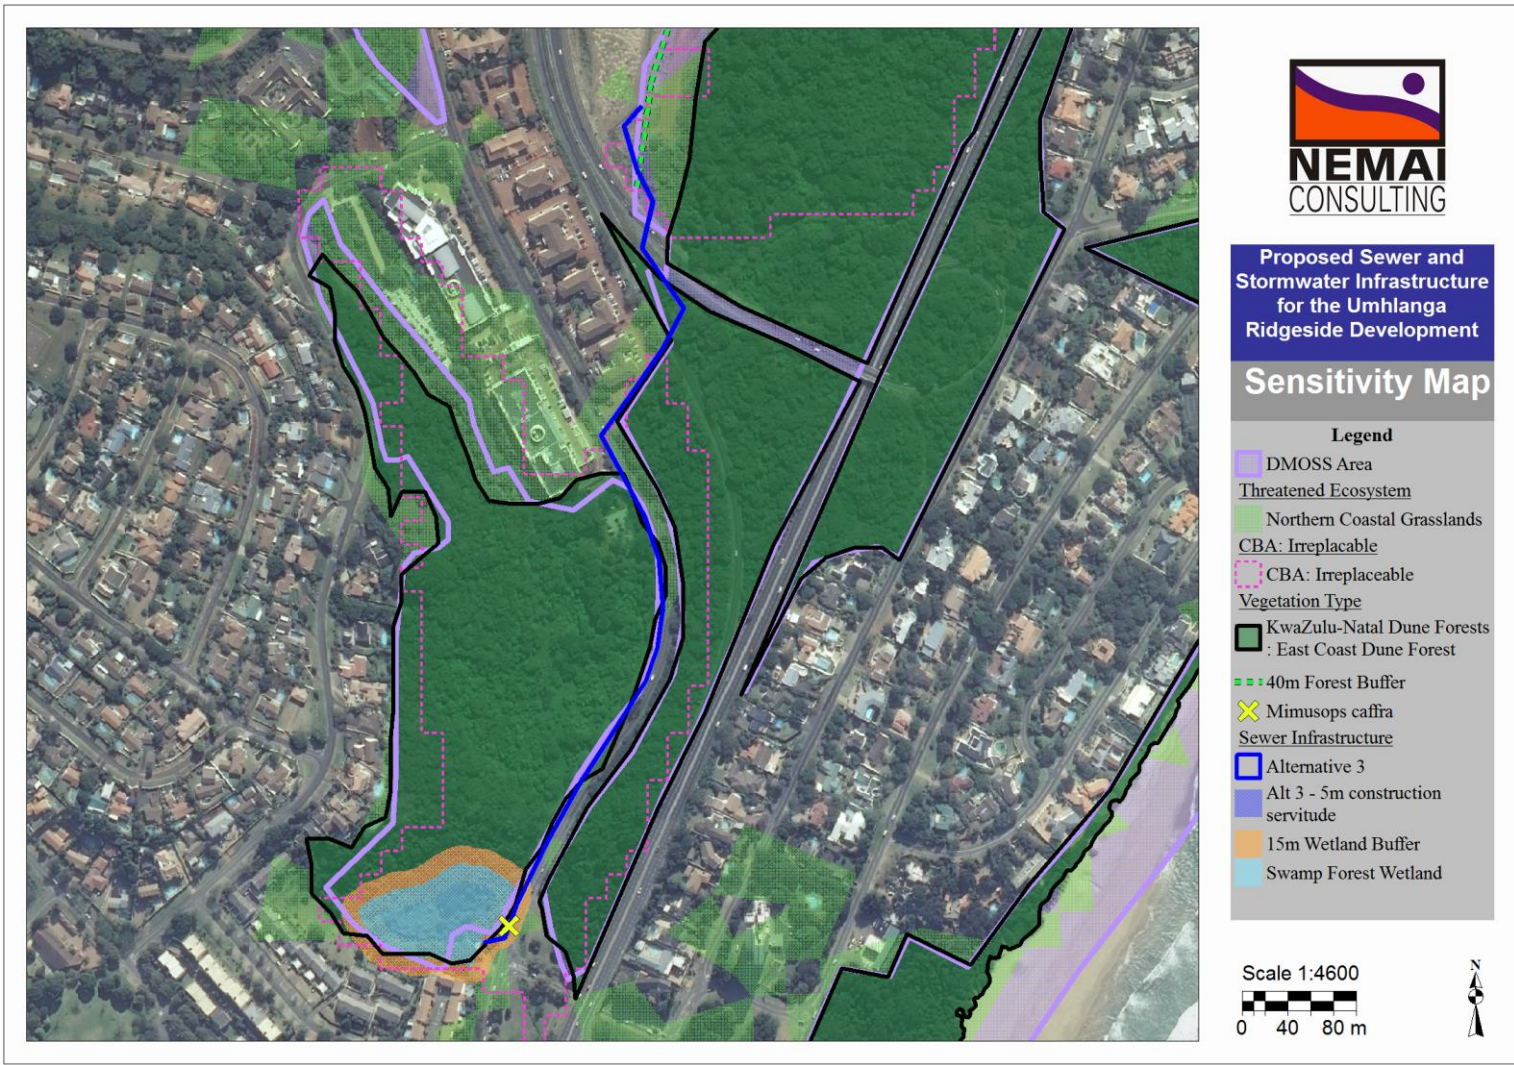 NEMAI
CONSULTING
Proposed Sewer and
Stormwater Infrastructure
for the Umhlanga
Ridgeside Development
Sensitivity Map
Legend
DMOSS Area
Threatened Ecosystem
Northern Coastal Grasslands
CBA: Irreplacable
CBA: Irreplaceable
Vegetation Type
KwaZulu-Natal Dune Forests
: East Coast Dune Forest
40m Forest Buffer
Mimusops caffra
Sewer Infrastructure
Alternative 3
Alt 3 - 5m construction
servitude
15m Wetland Buffer
Swamp Forest Wetland
Scale 1:4600
0 40 80 m
N